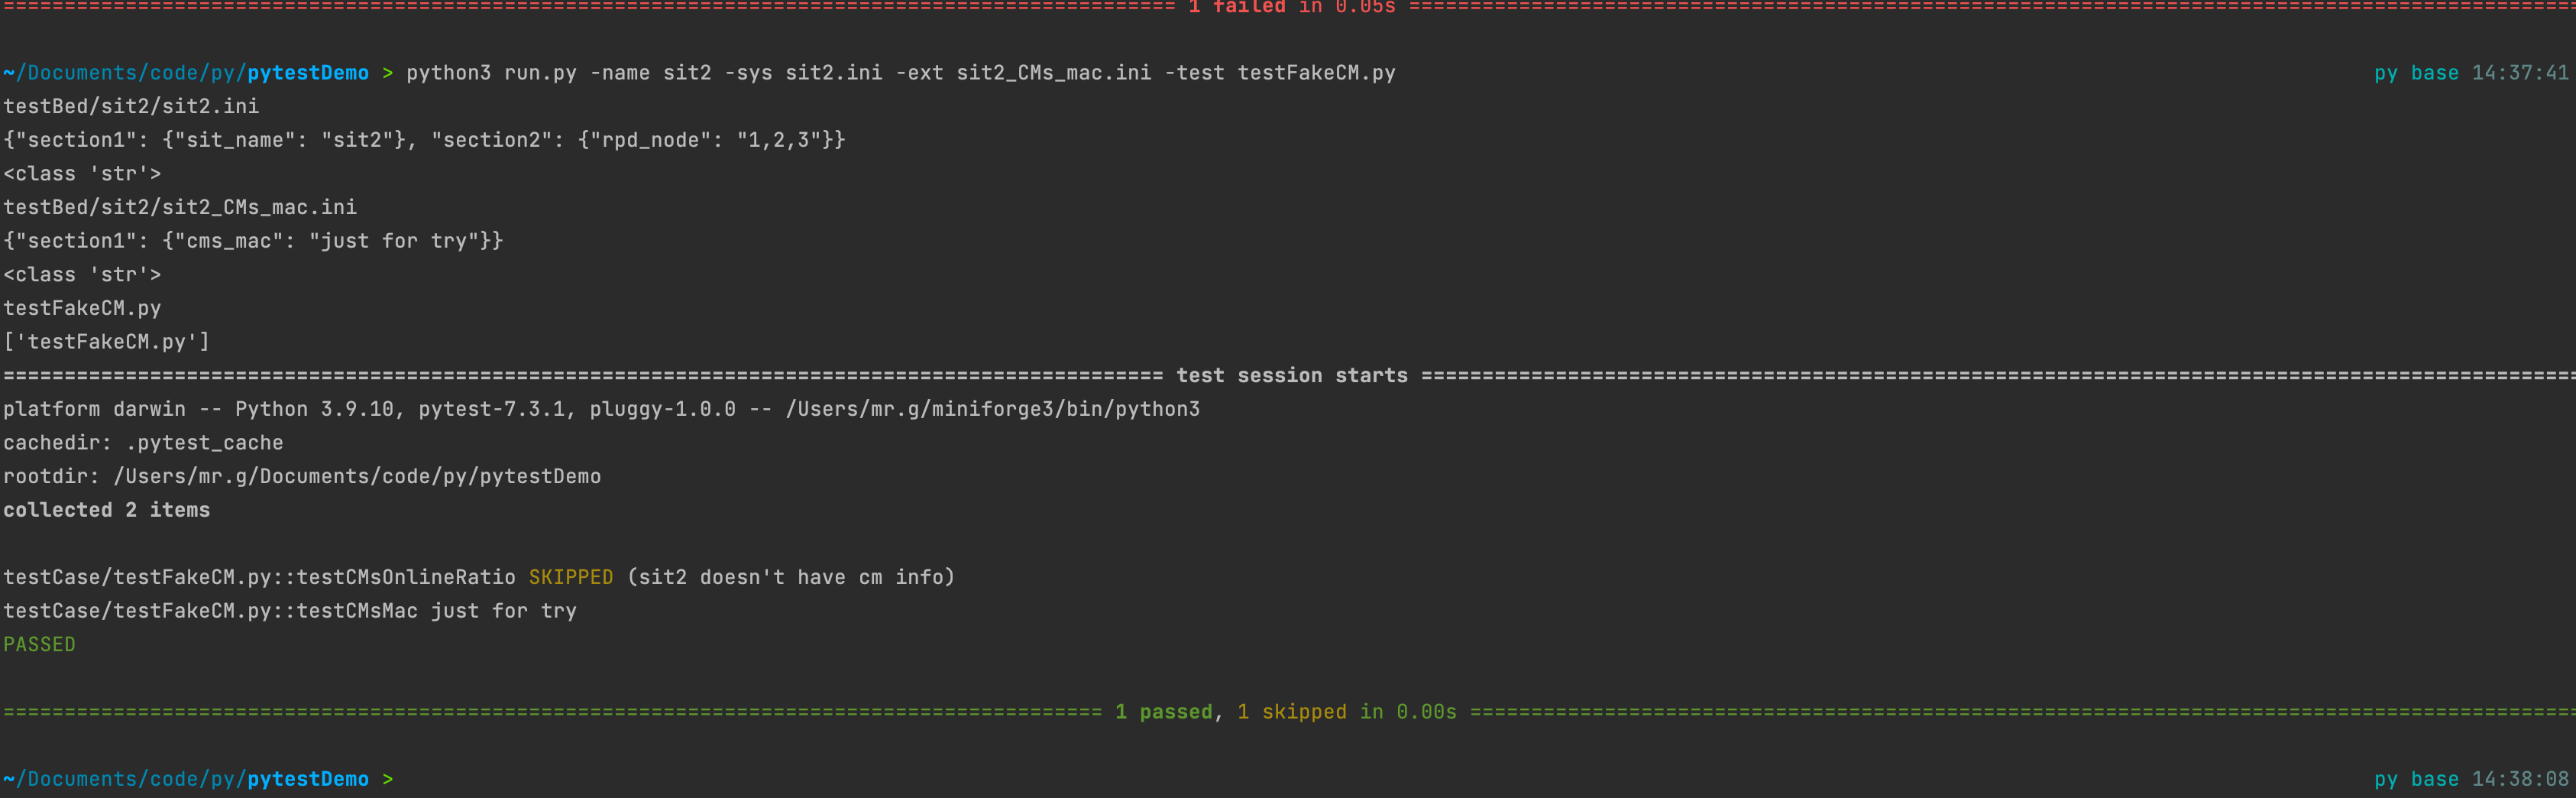 ================================================================================================ 1 failed in 0.05s ================================================================================================
~/Documents/code/py/pytestDemo > python3 run.py -name sit2 -sys sit2.ini -ext sit2_CMs_mac.ini -test testFakeCM.py py base 14:37:41
testBed/sit2/sit2.ini
{"section1": {"sit_name": "sit2"}, "section2": {"rpd_node": "1,2,3"}}
<class 'str'>
testBed/sit2/sit2_CMs_mac.ini
{"section1": {"cms_mac": "just for try"}}
<class 'str'>
testFakeCM.py
['testFakeCM.py']
=============================================================================================== test session starts ===============================================================================================
platform darwin -- Python 3.9.10, pytest-7.3.1, pluggy-1.0.0 -- /Users/mr.g/miniforge3/bin/python3
cachedir: .pytest_cache
rootdir: /Users/mr.g/Documents/code/py/pytestDemo
collected 2 items
testCase/testFakeCM.py::testCMsOnlineRatio SKIPPED (sit2 doesn't have cm info)
testCase/testFakeCM.py::testCMsMac just for try
PASSED
========================================================================================== 1 passed, 1 skipped in 0.00s ===========================================================================================
~/Documents/code/py/pytestDemo > py base 14:38:08